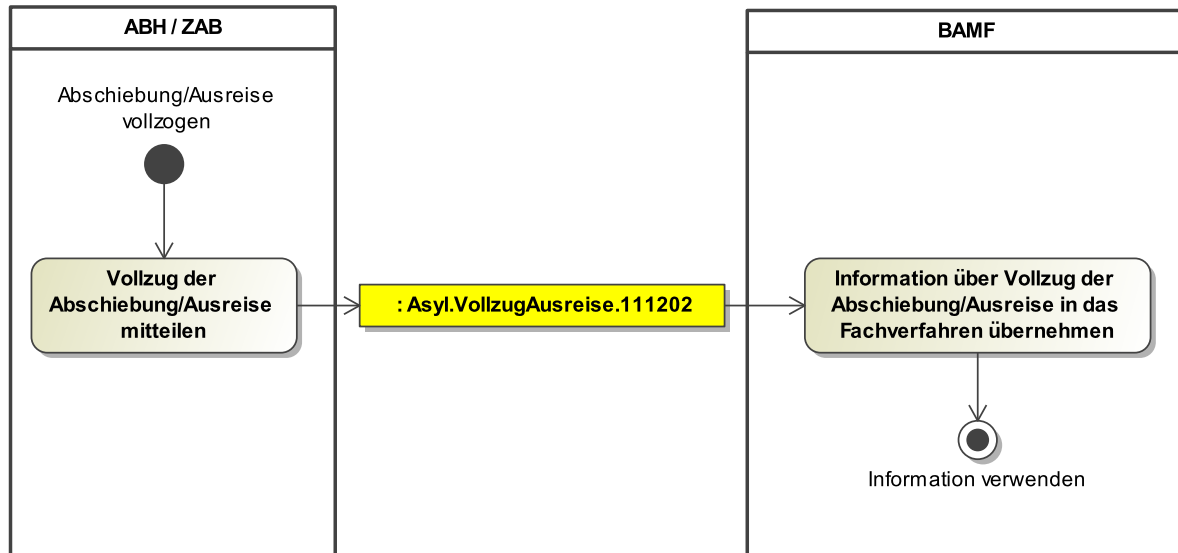 ABH / ZAB
BAMF
Abschiebung/Ausreise
vollzogen
Vollzug der
Abschiebung/Ausreise
mitteilen
: Asyl.VollzugAusreise.111202
Information über Vollzug der
Abschiebung/Ausreise in das
Fachverfahren übernehmen
Information verwenden